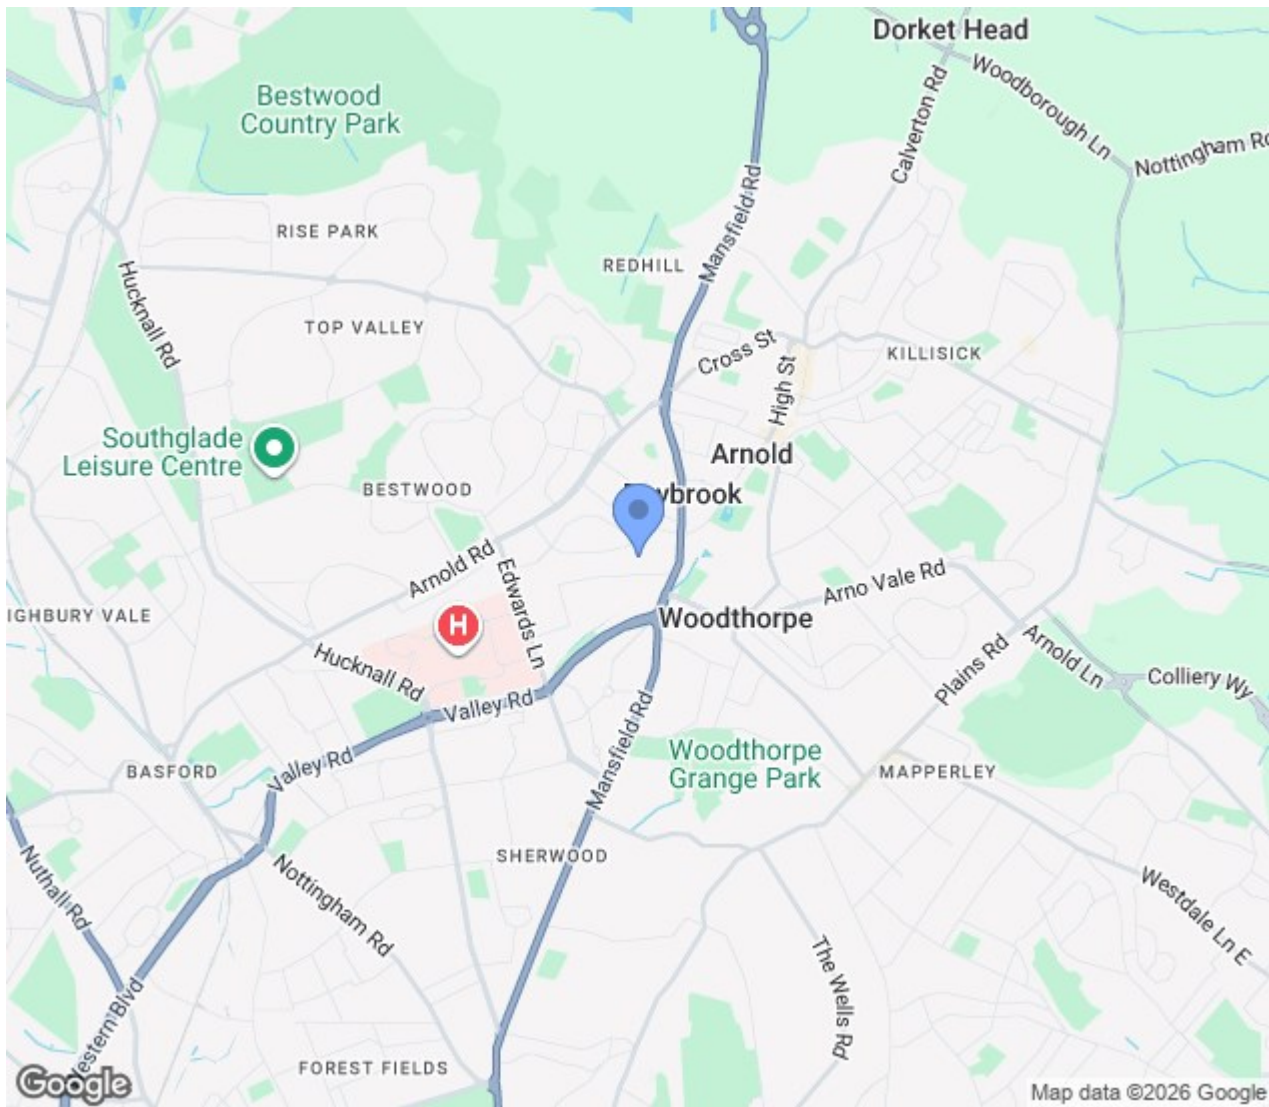 Dorket Head
Woodborough Ln
Bestwood
Country Park
Calverton Rd
Nottingham Rd
Mansfield Rd
RISE PARK
REDHILL
Hucknall Rd
TOP VALLEY
Cross St
KILLISICK
High St
Southglade
Leisure Centre
Arnold
BESTWOOD
Arnold Rd
Edwards Ln
Arno Vale Rd
IGHBURY VALE
H
Woodthorpe
Hucknall Rd
Plains Rd
Arnold Ln
Colliery Wy
Valley Rd
Mansfield Rd
Woodthorpe
Grange Park
BASFORD
Valley Rd
MAPPERLEY
SHERWOOD
Nuthall Rd
Nottingham Rd
Westdale Ln E
The Wells Rd
Western Blvd
FOREST FIELDS
Google
Map data ©2026 Google